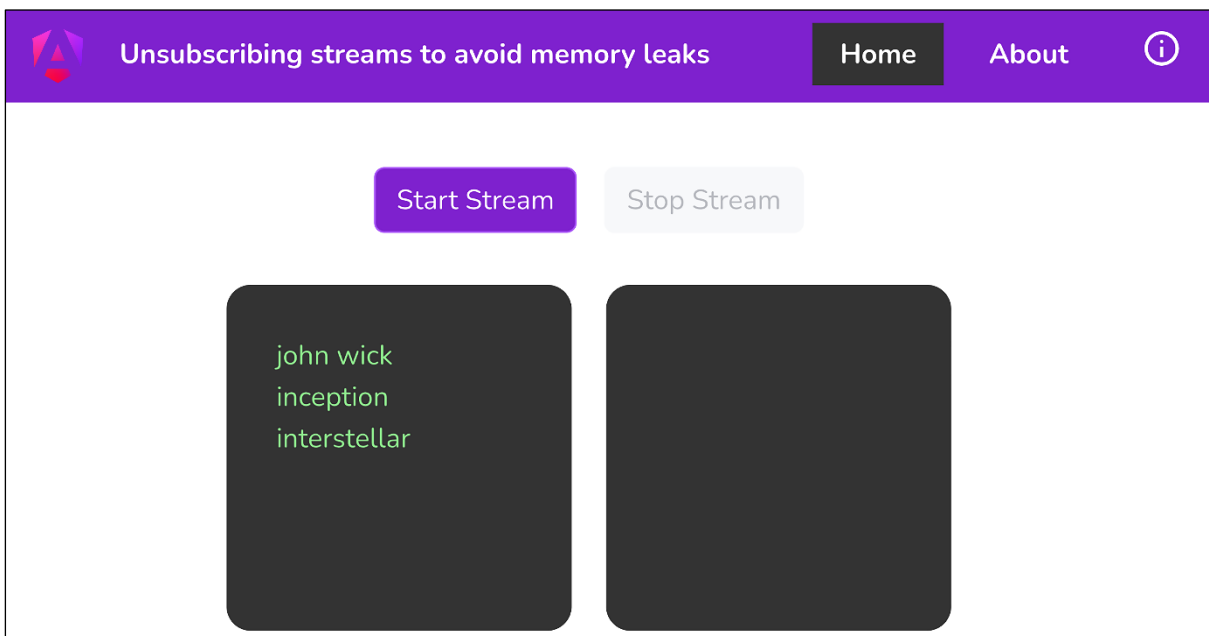 Unsubscribing streams to avoid memory leaks Home About
Start Stream Stop Stream
john wick
inception
interstellar